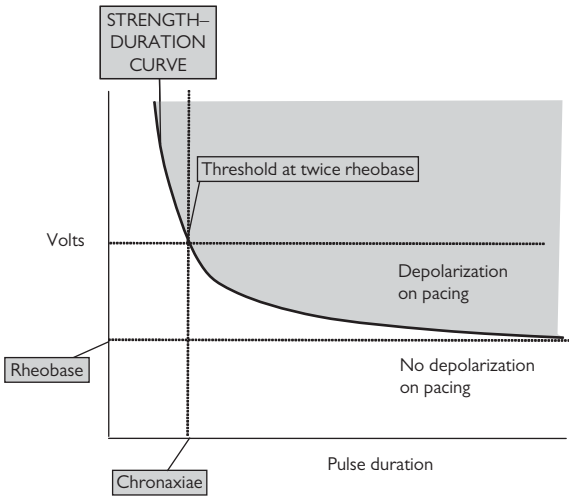 STRENGTH–
DURATION
CURVE
Threshold at twice rheobase
Volts
Depolarization
on pacing
Rheobase
No depolarization
on pacing
Pulse duration
Chronaxiae